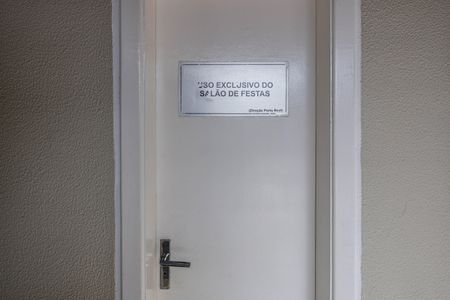 USO EXCLUSIVO DO
SALÃO DE FESTAS